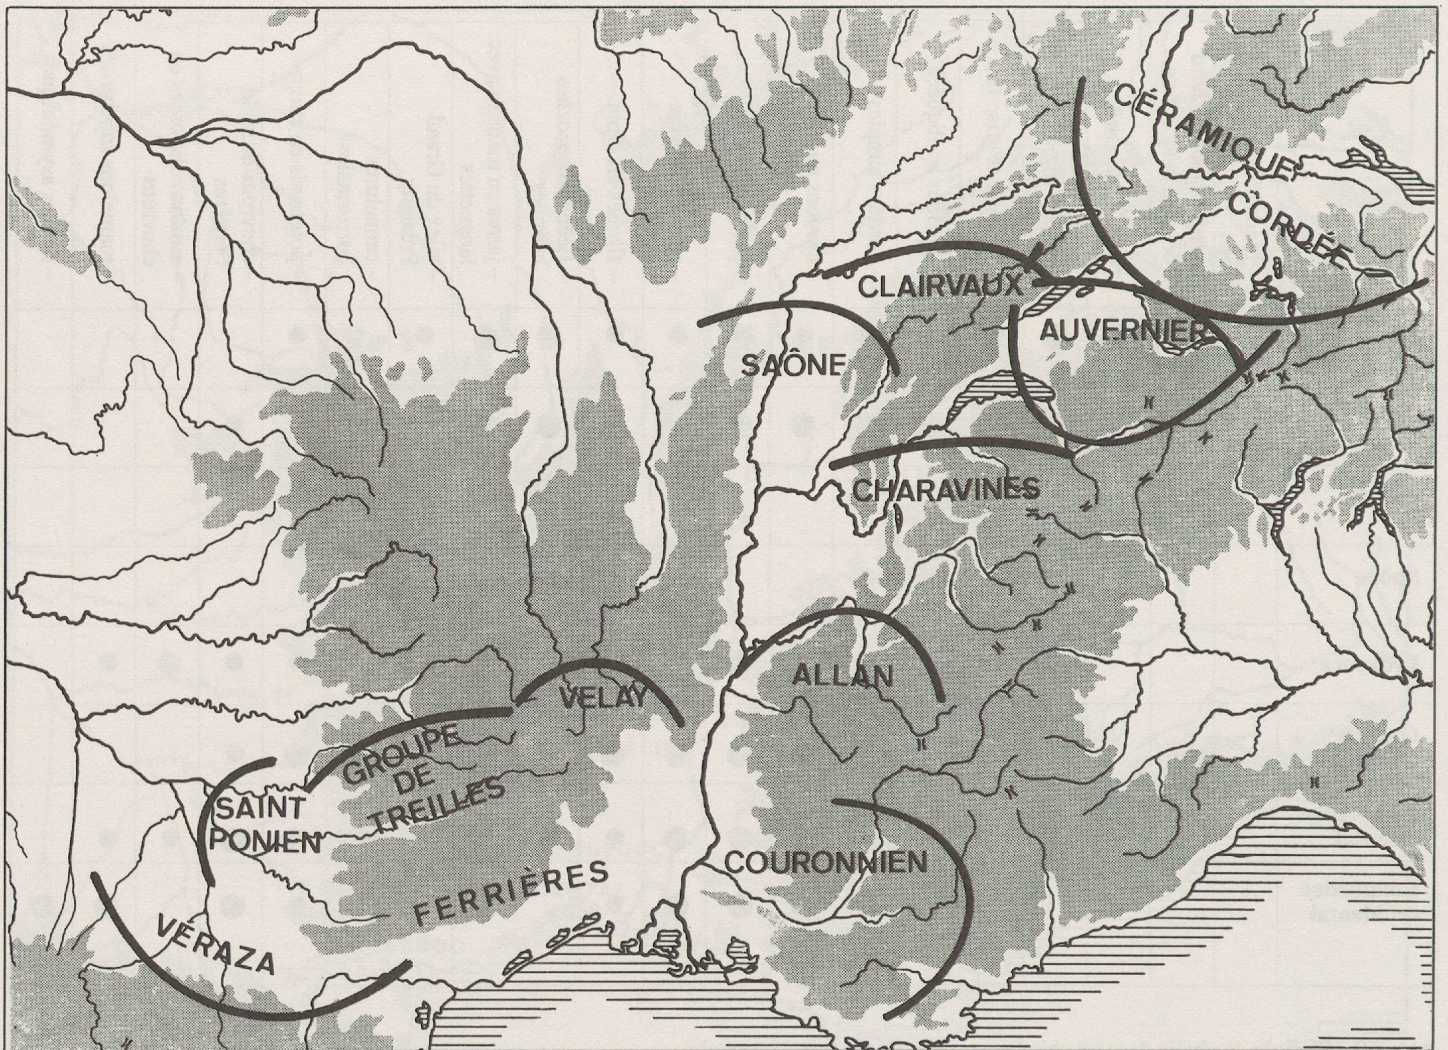 CÉRAMIQUE
CORDÉE
CLAIRVAUX
AUVERNIER
SAÔNE
CHARAVINES
ALLAN
VELAY
GROUPE
DE
TREILLES
SAINT
PONIEN
COURONNIEN
FERRIÈRES
VÉRAZA